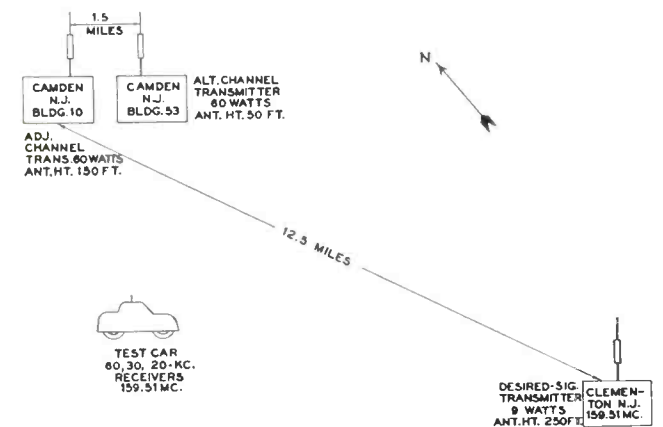 1.5
MILES
CAMDEN
N.J.
BLDG.10
CAMDEN
N.J.
BLDG.53
ALT. CHANNEL
TRANSMITTER
60 WATTS
ANT. HT. 50 FT.
ADJ.
CHANNEL
TRANS. 60 WATTS
ANT. HT. 150 FT.
N
12.5 MILES
TEST CAR
60, 30, 20-KC.
RECEIVERS
159.51 MC.
DESIRED-SIG.
TRANSMITTER
9 WATTS
ANT. HT. 250 FT.
CLEMEN-
TON N.J.
159.51 MC.